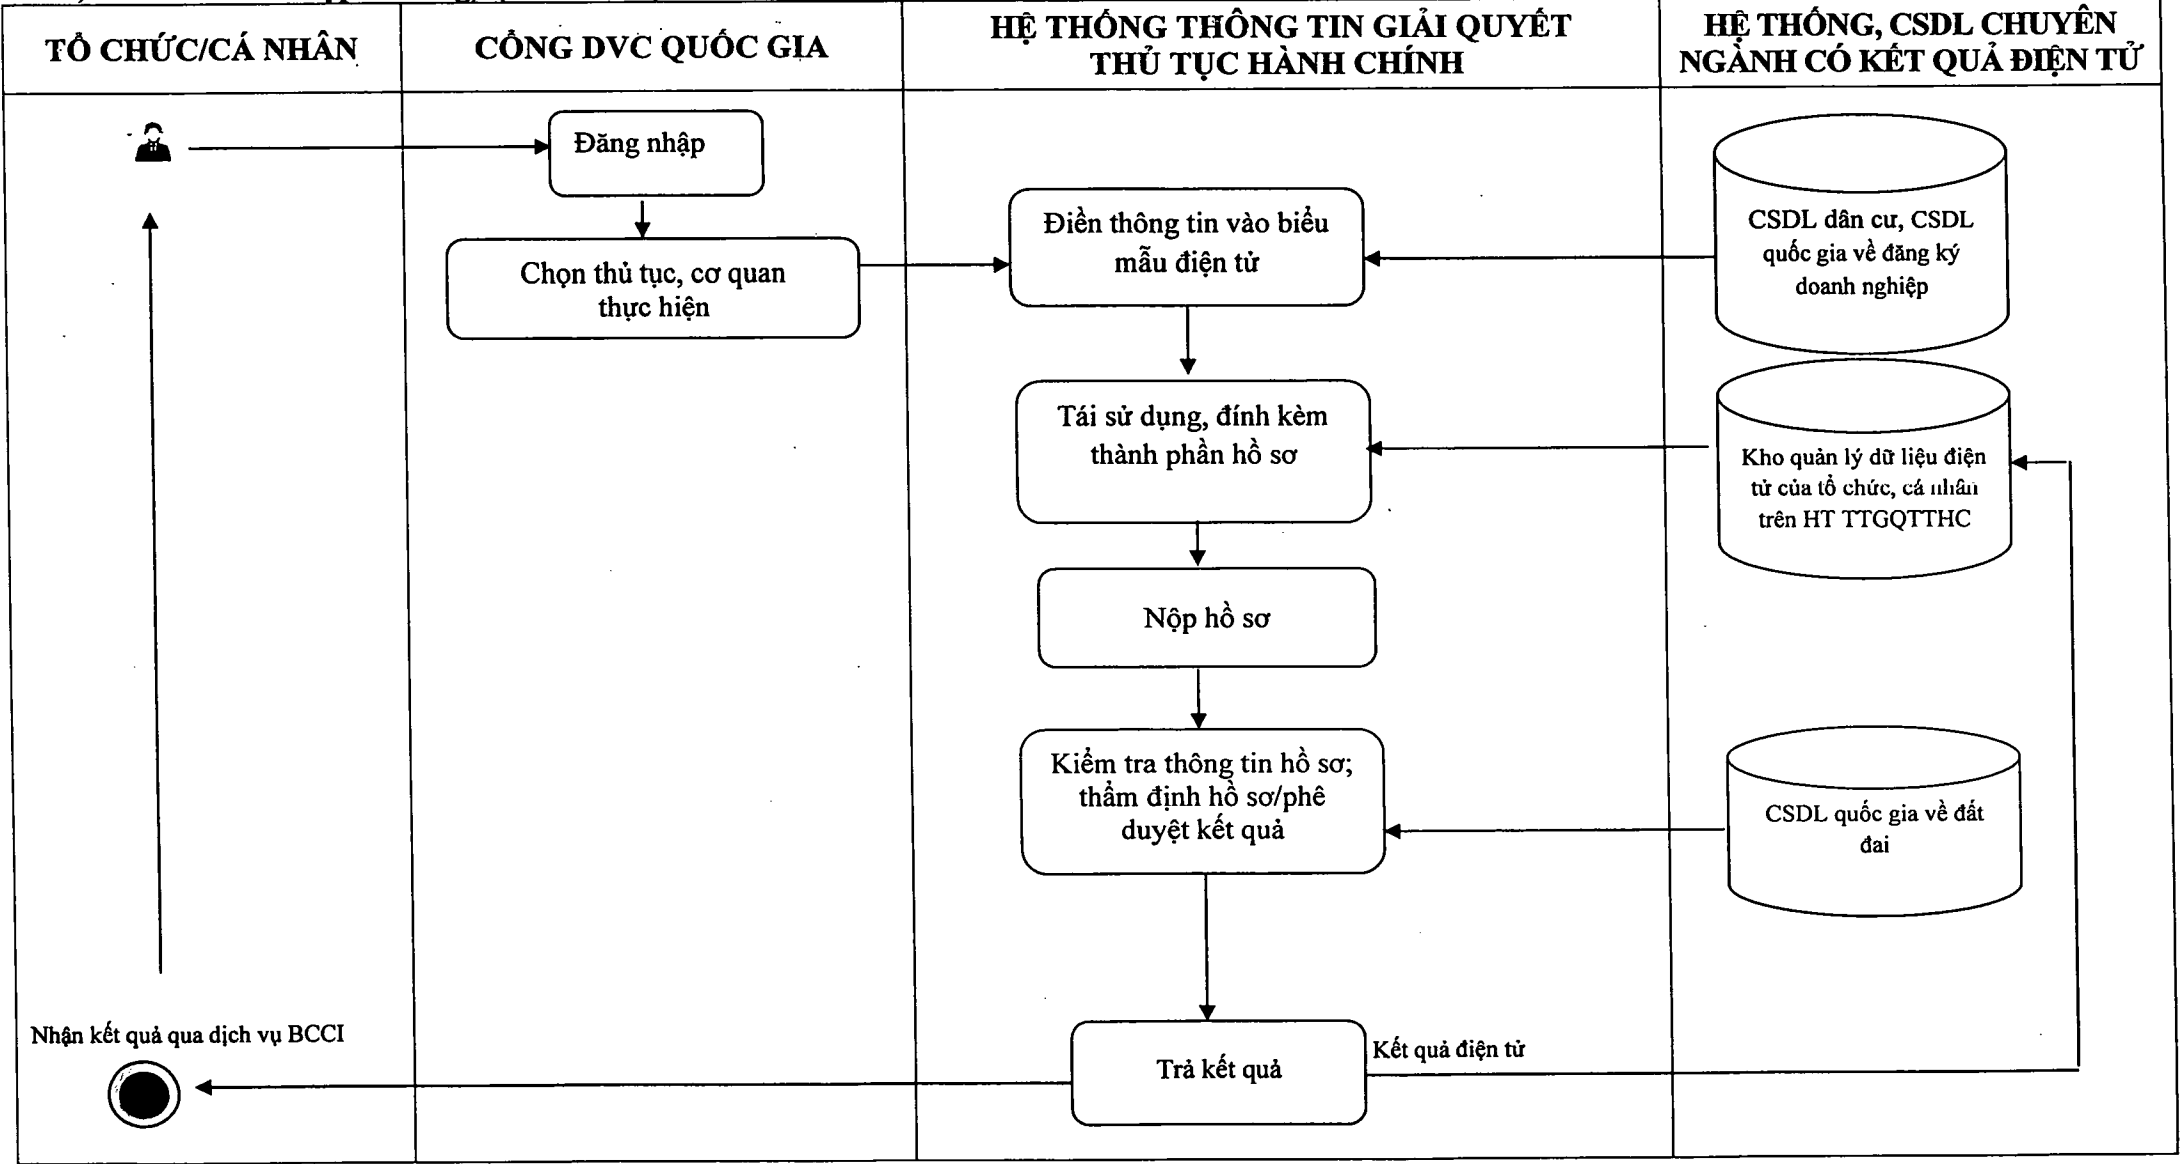 TỔ CHỨC/CÁ NHÂN
CỔNG DVC QUỐC GIA
HỆ THỐNG THÔNG TIN GIẢI QUYẾT
THỦ TỤC HÀNH CHÍNH
HỆ THỐNG, CSDL CHUYÊN
NGÀNH CÓ KẾT QUẢ ĐIỆN TỬ
Đăng nhập
Chọn thủ tục, cơ quan
thực hiện
Điền thông tin vào biểu
mẫu điện tử
CSDL dân cư, CSDL
quốc gia về đăng ký
doanh nghiệp
Tái sử dụng, đính kèm
thành phần hồ sơ
Kho quản lý dữ liệu điện
tử của tổ chức, cá nhân
trên HT TTGQTTHC
Nộp hồ sơ
Kiểm tra thông tin hồ sơ;
thẩm định hồ sơ/phê
duyệt kết quả
CSDL quốc gia về đất
đai
Nhận kết quả qua dịch vụ BCCI
Trả kết quả
Kết quả điện tử